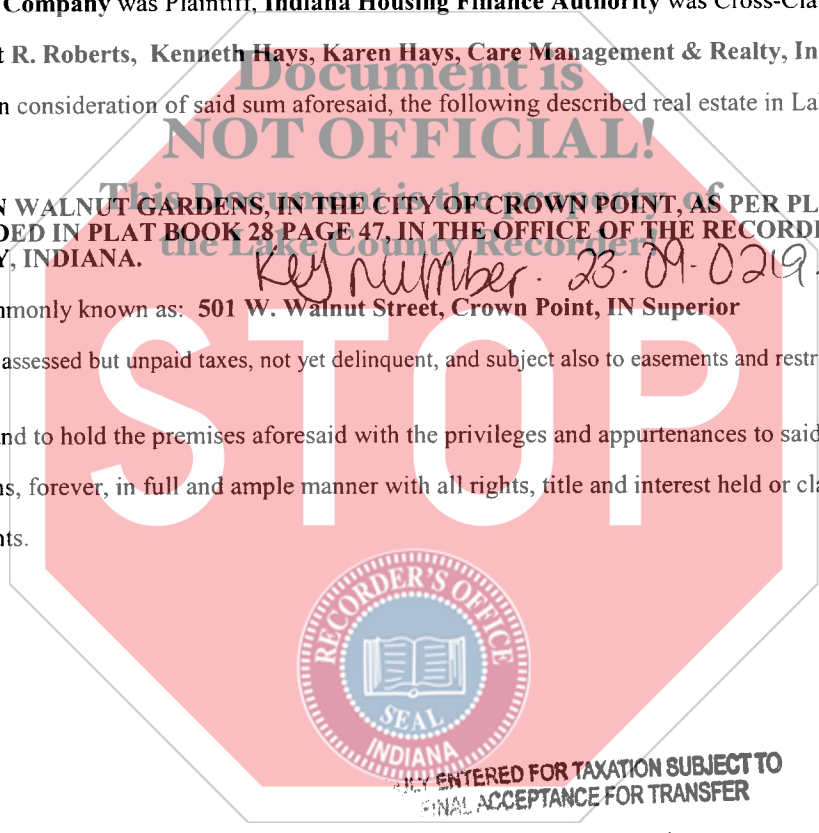 Company was Plaintiff, Indiana Housing Finance Authority was Cross-Cla
R. Roberts, Kenneth Hays, Karen Hays, Care Management & Realty, In
Document is
n consideration of said sum aforesaid, the following described real estate in La
NOT OFFICIAL!
This Document is the property of
N WALNUT GARDENS, IN THE CITY OF CROWN POINT, AS PER PL
DED IN PLAT BOOK 28 PAGE 47, IN THE OFFICE OF THE RECORDE
the Lake County Recorder!
Y, INDIANA.
Key number. 23-09-0219
mmonly known as: 501 W. Walnut Street, Crown Point, IN Superior
assessed but unpaid taxes, not yet delinquent, and subject also to easements and restr
STOP
nd to hold the premises aforesaid with the privileges and appurtenances to said
ns, forever, in full and ample manner with all rights, title and interest held or cla
nts.
RECORDER'S OFFICE
SEAL
INDIANA
ENTERED FOR TAXATION SUBJECT TO
FINAL ACCEPTANCE FOR TRANSFER